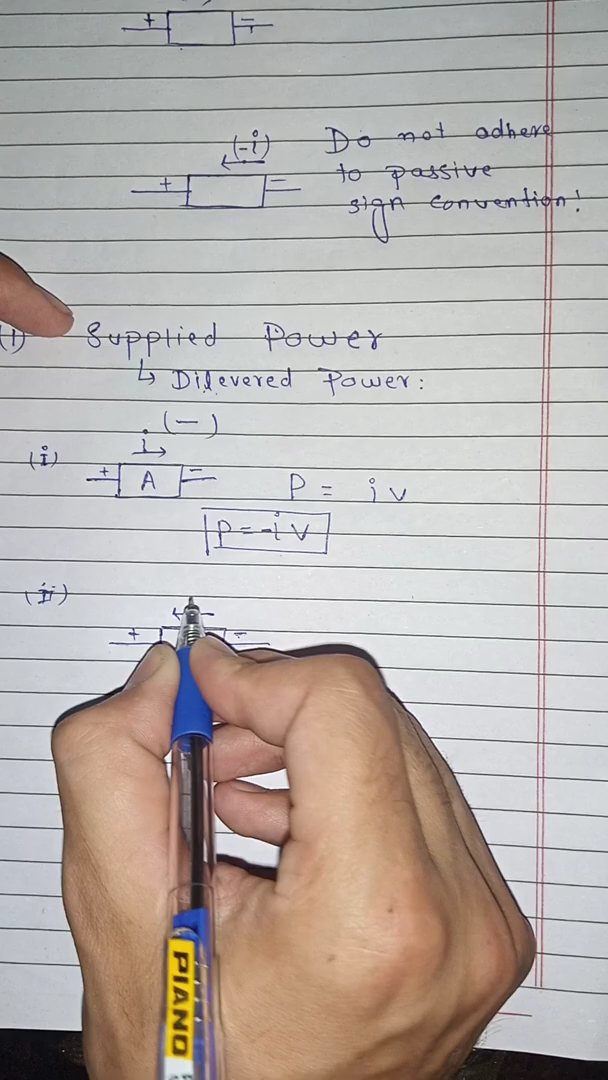 + −
(-i)
+ −
Do not adhere
to passive
sign convention!
(1) Supplied Power
↳ Dilevered Power:
(−)
(i)
i →
+ A −
P = iv
P = -iv
(ii)
←
+ −
PIANO